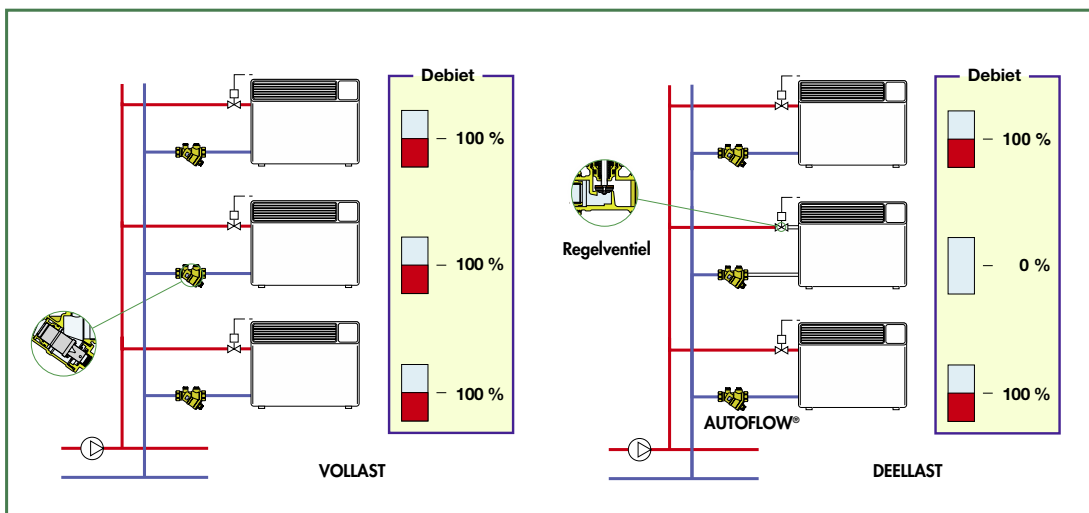 Debiet
100 %
100 %
100 %
VOLLAST
Debiet
100 %
Regelventiel
0 %
100 %
AUTOFLOW®
DEELLAST